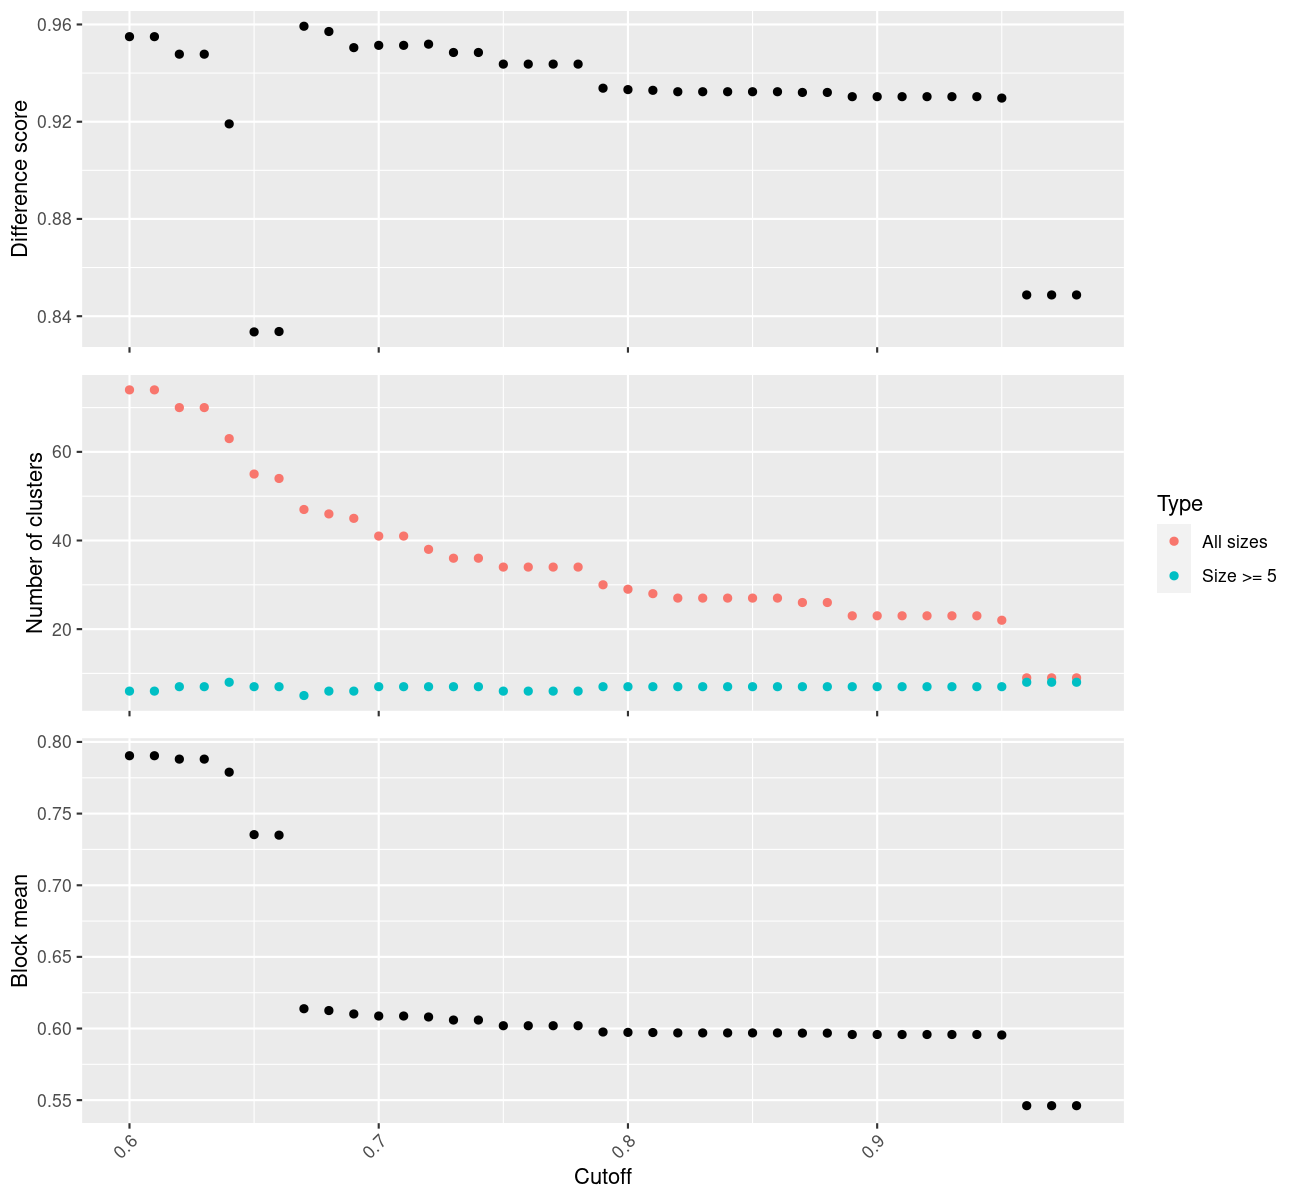 Difference score
0.96
0.92
0.88
0.84
Number of clusters
60
40
20
Type
All sizes
Size >= 5
Block mean
0.80
0.75
0.70
0.65
0.60
0.55
0.6 0.7 0.8 0.9
Cutoff